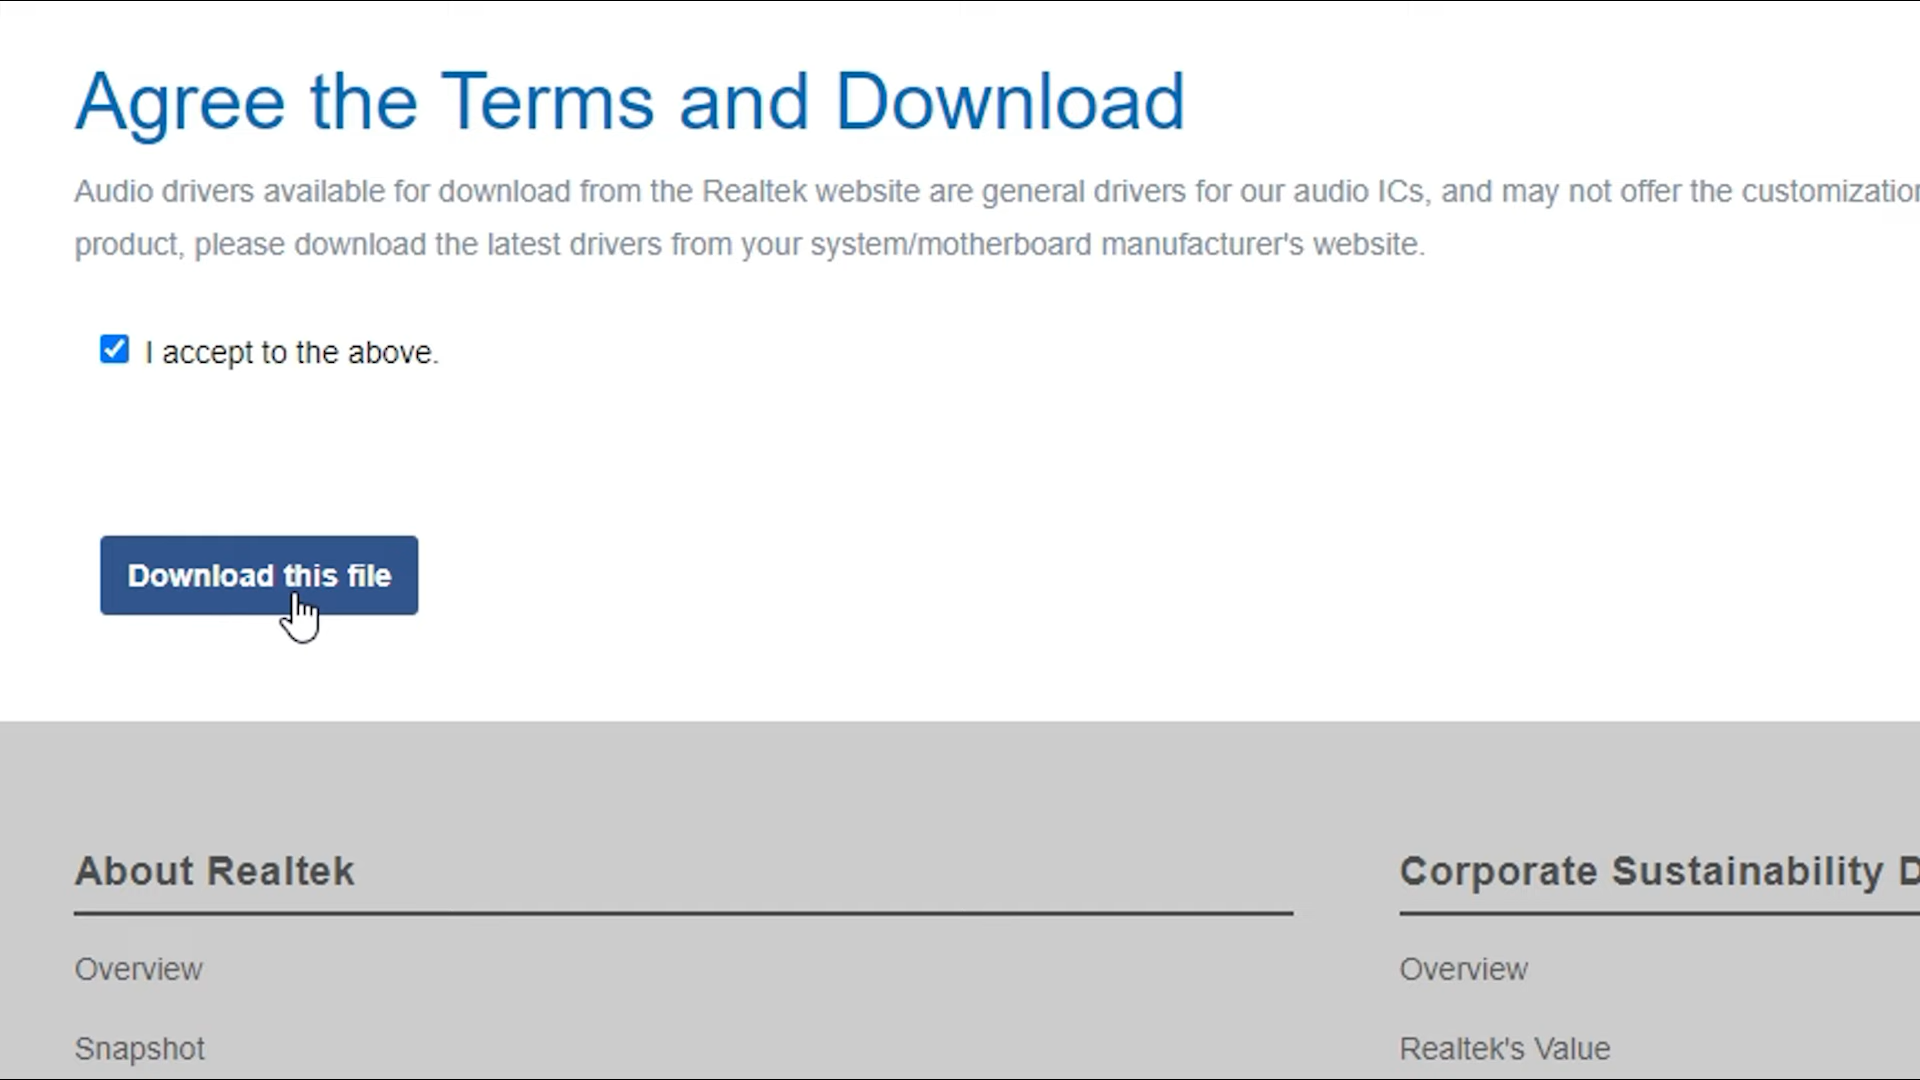 Agree the Terms and Download
Audio drivers available for download from the Realtek website are general drivers for our audio ICs, and may not offer the customization
product, please download the latest drivers from your system/motherboard manufacturer's website.
I accept to the above.
Download this file
About Realtek
Corporate Sustainability D
Overview
Overview
Snapshot
Realtek's Value